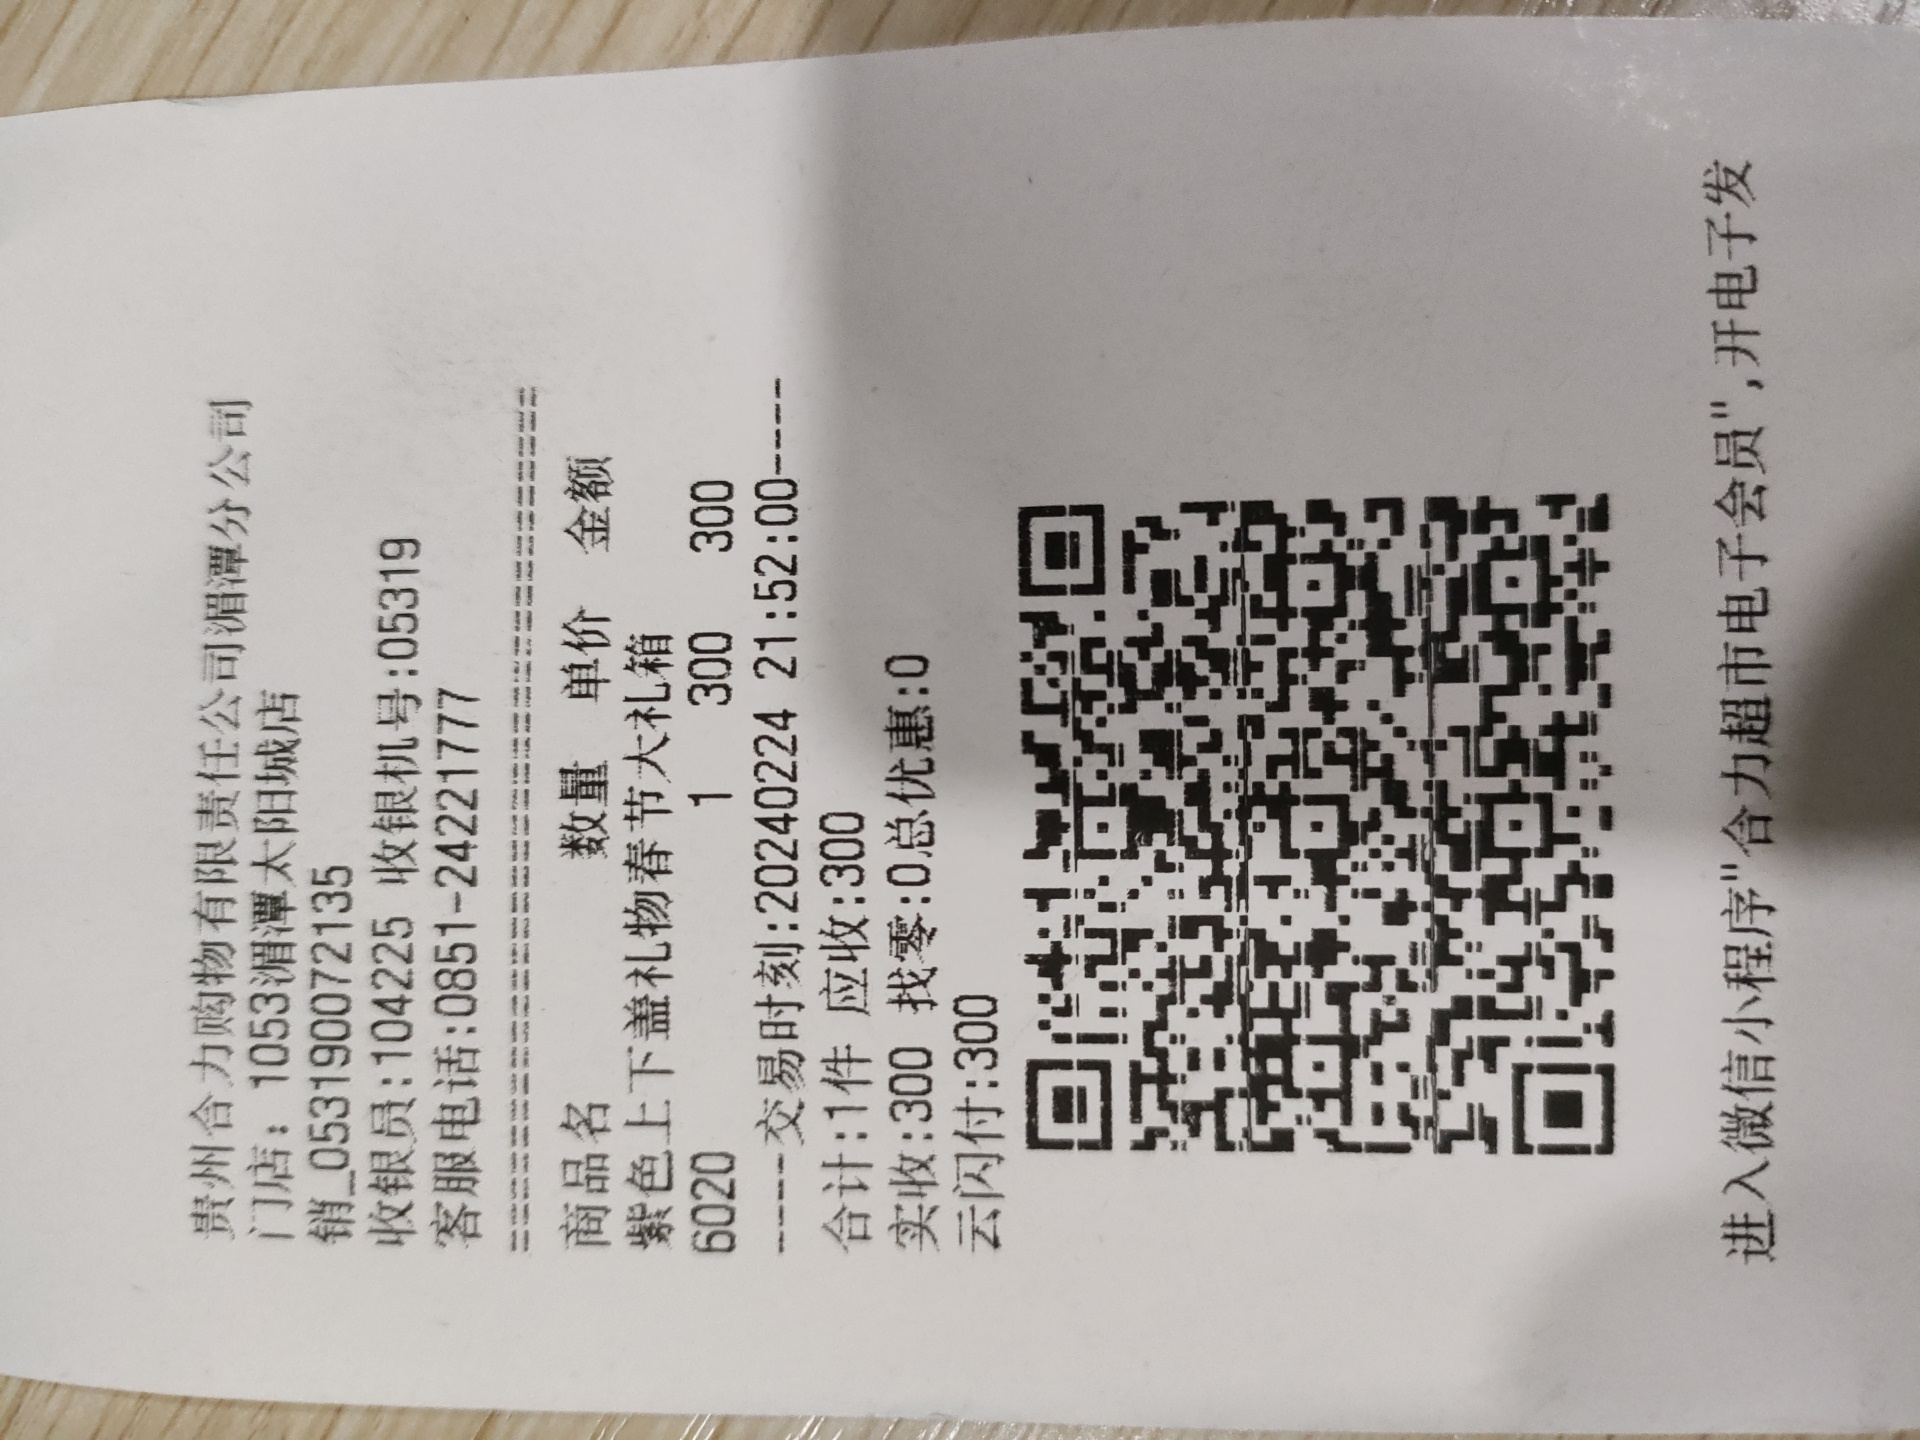 贵州合力购物有限责任公司湄潭分公司
门店: 1053湄潭太阳城店
销_053190072135
收银员:104225 收银机号:05319
客服电话:0851-24221777
================================================
商品名 数量 单价 金额
紫色上下盖礼物春节大礼箱
6020 1 300 300
-----交易时刻:20240224 21:52:00-----
合计:1件 应收:300
实收:300 找零:0总优惠:0
云闪付:300
进入微信小程序"合力超市电子会员",开电子发